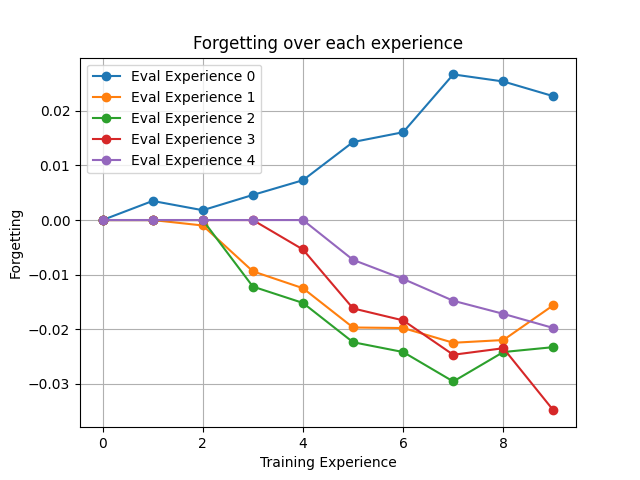 Forgetting over each experience
Eval Experience 0
Eval Experience 1
Eval Experience 2
Eval Experience 3
Eval Experience 4
0.02
0.01
0.00
−0.01
−0.02
−0.03
Forgetting
0 2 4 6 8
Training Experience